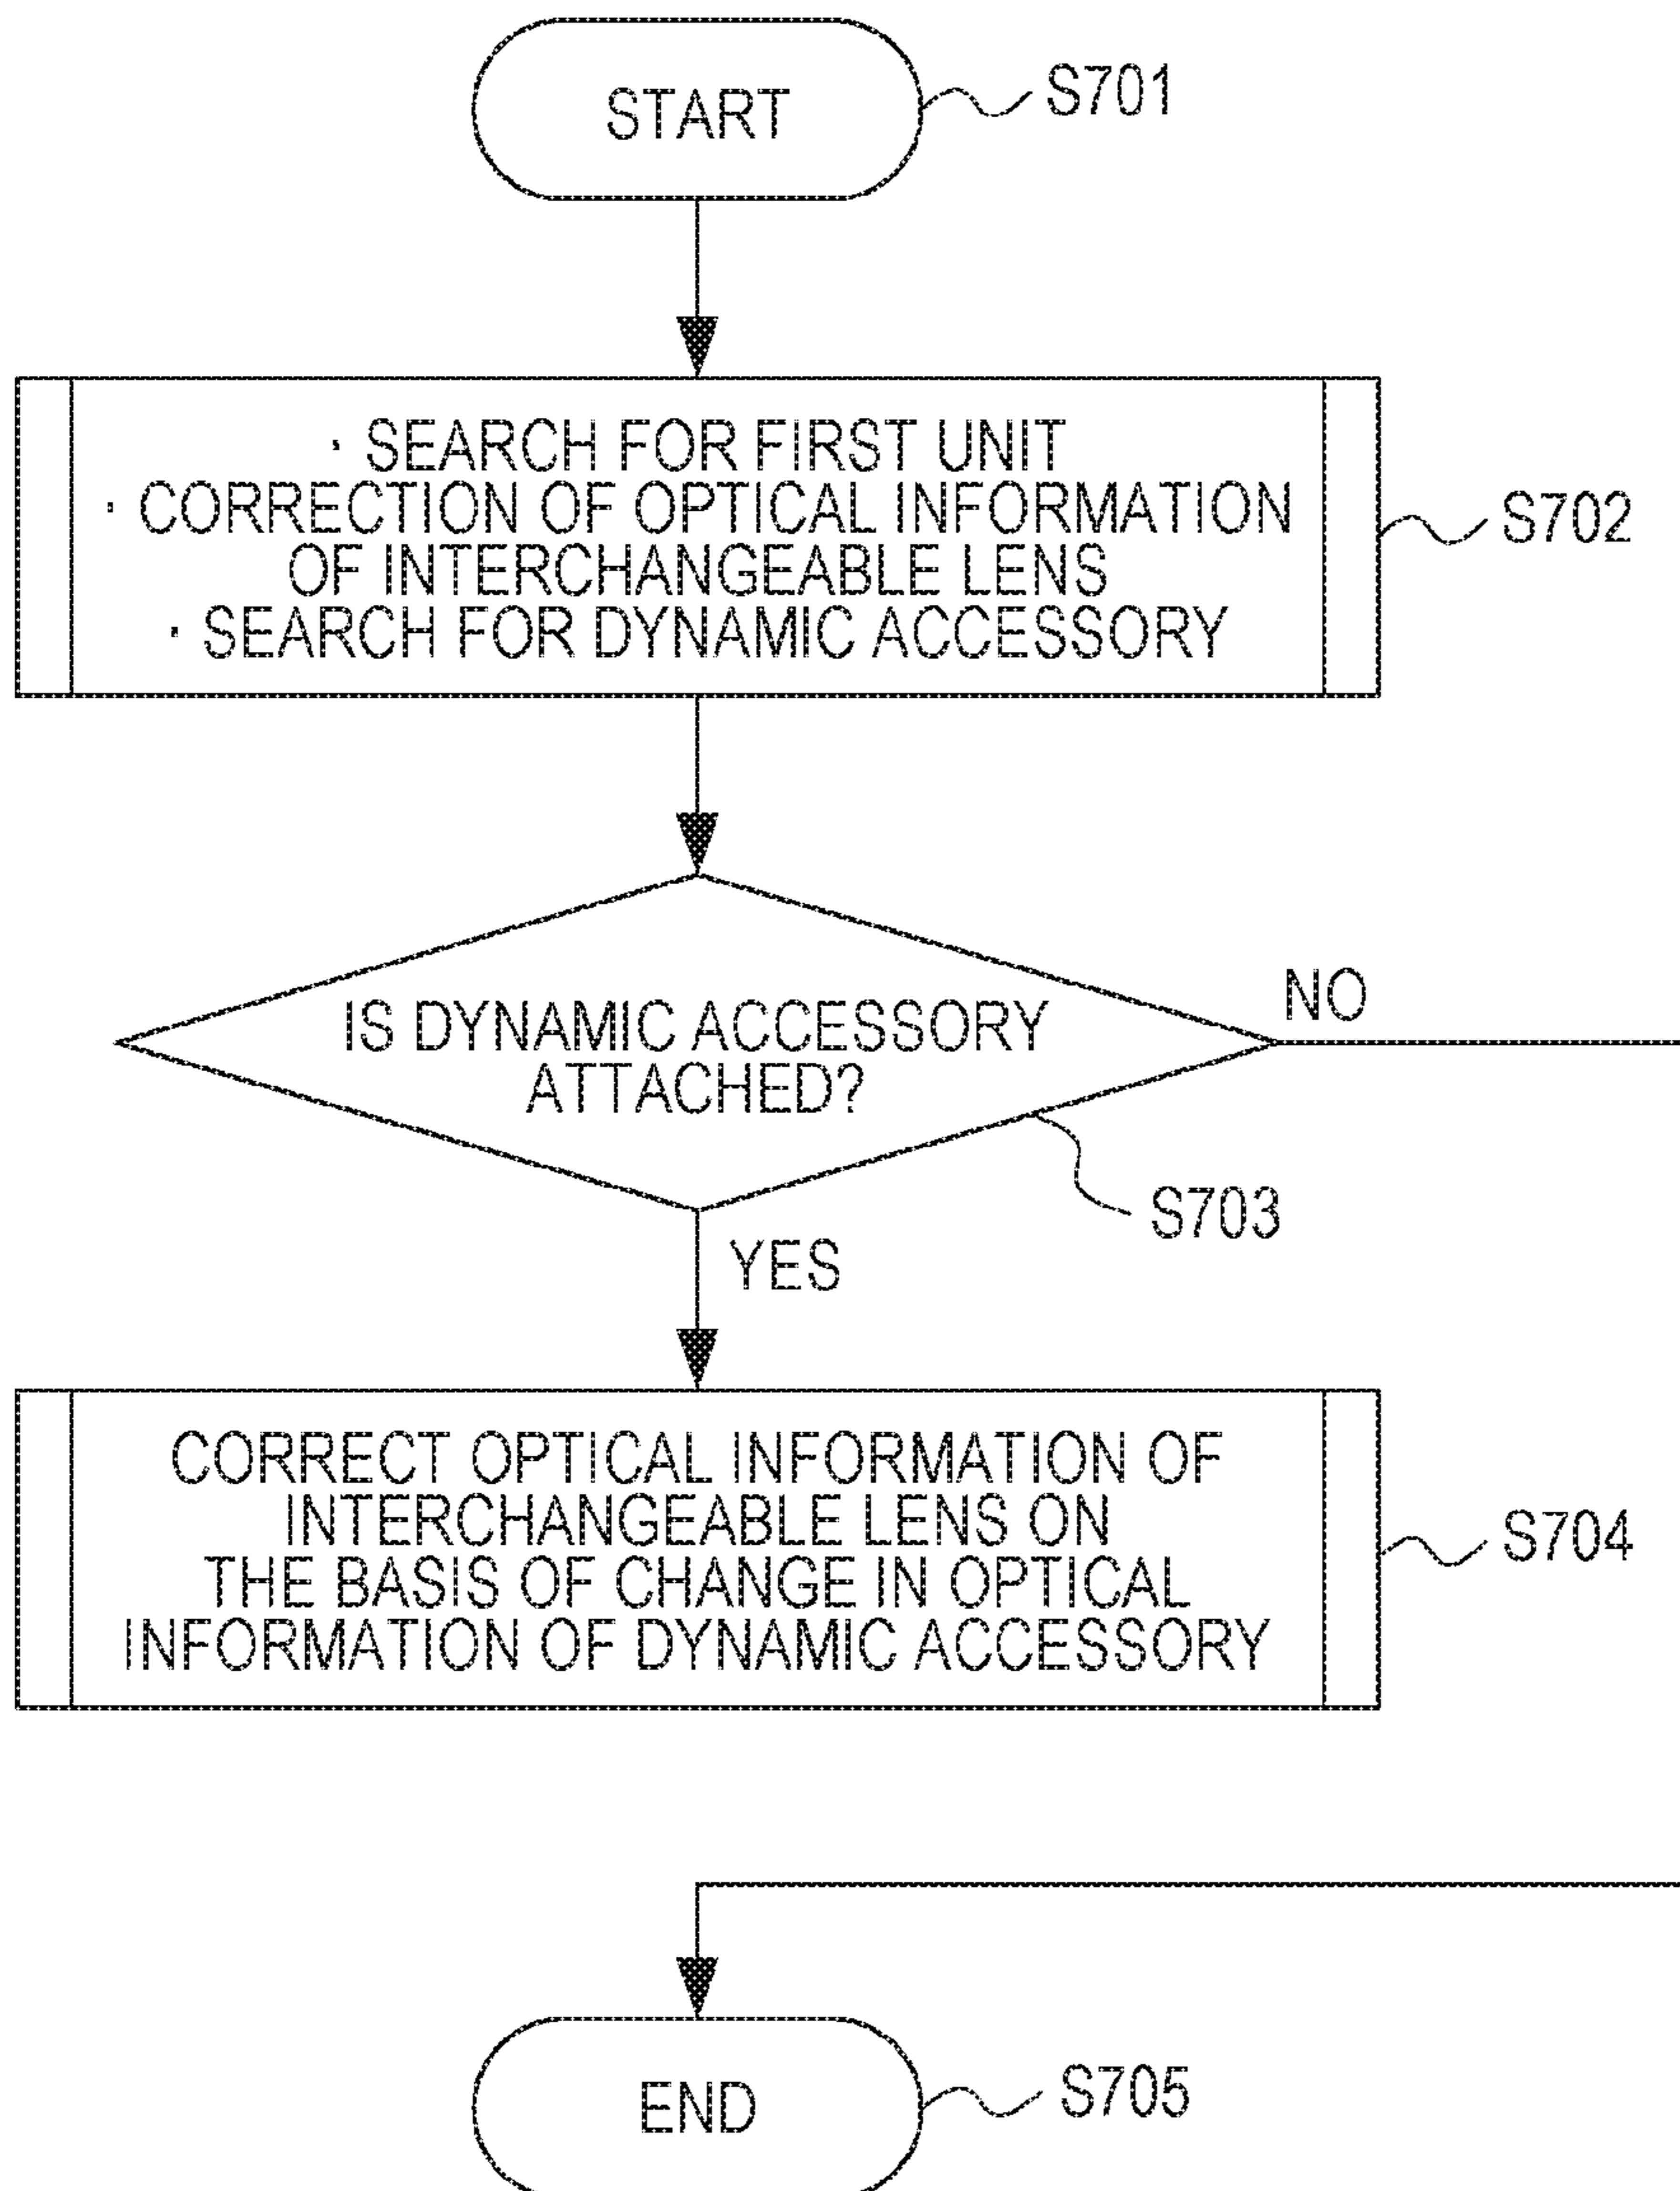 START
S701
· SEARCH FOR FIRST UNIT
· CORRECTION OF OPTICAL INFORMATION
OF INTERCHANGEABLE LENS
· SEARCH FOR DYNAMIC ACCESSORY
S702
NO
IS DYNAMIC ACCESSORY
ATTACHED?
S703
YES
CORRECT OPTICAL INFORMATION OF
INTERCHANGEABLE LENS ON
THE BASIS OF CHANGE IN OPTICAL
INFORMATION OF DYNAMIC ACCESSORY
S704
END
S705